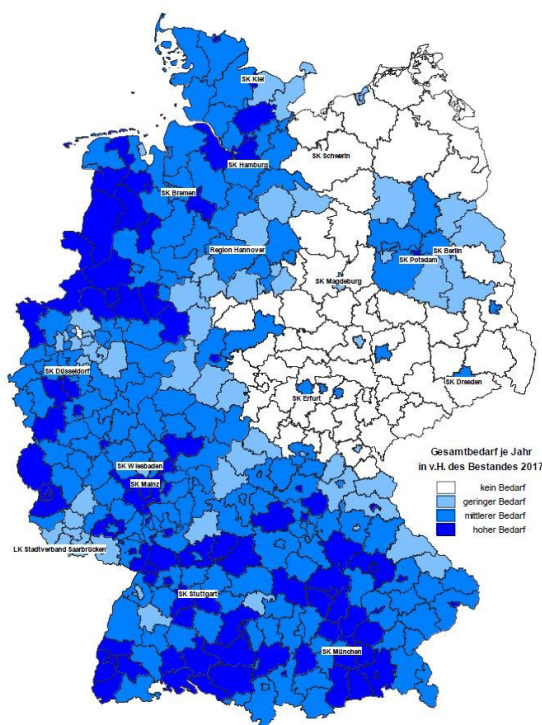 SK Kiel
SK Schwerin
SK Hamburg
SK Bremen
Region Hannover
SK Berlin
SK Potsdam
SK Magdeburg
SK Düsseldorf
SK Dresden
SK Erfurt
SK Wiesbaden
SK Mainz
LK Stadtverband Saarbrücken
SK Stuttgart
SK München
Gesamtbedarf je Jahr
in v.H. des Bestandes 2017
kein Bedarf
geringer Bedarf
mittlerer Bedarf
hoher Bedarf